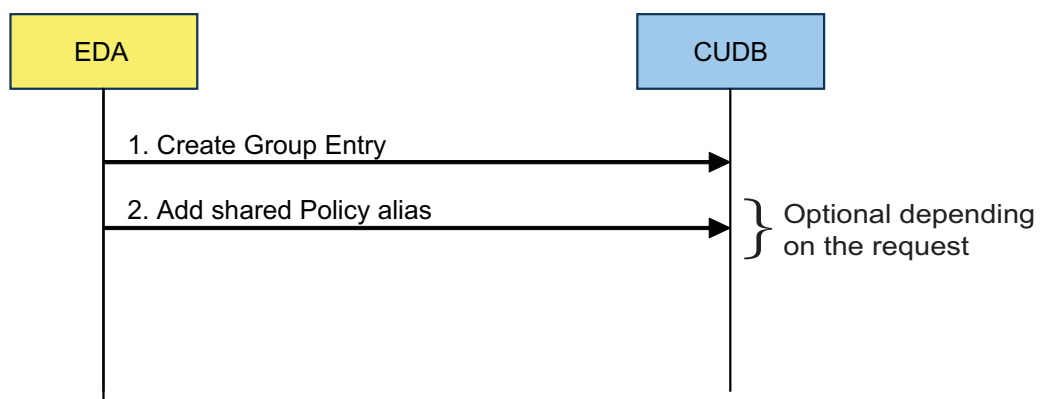 EDA
CUDB
1. Create Group Entry
2. Add shared Policy alias
Optional depending
on the request